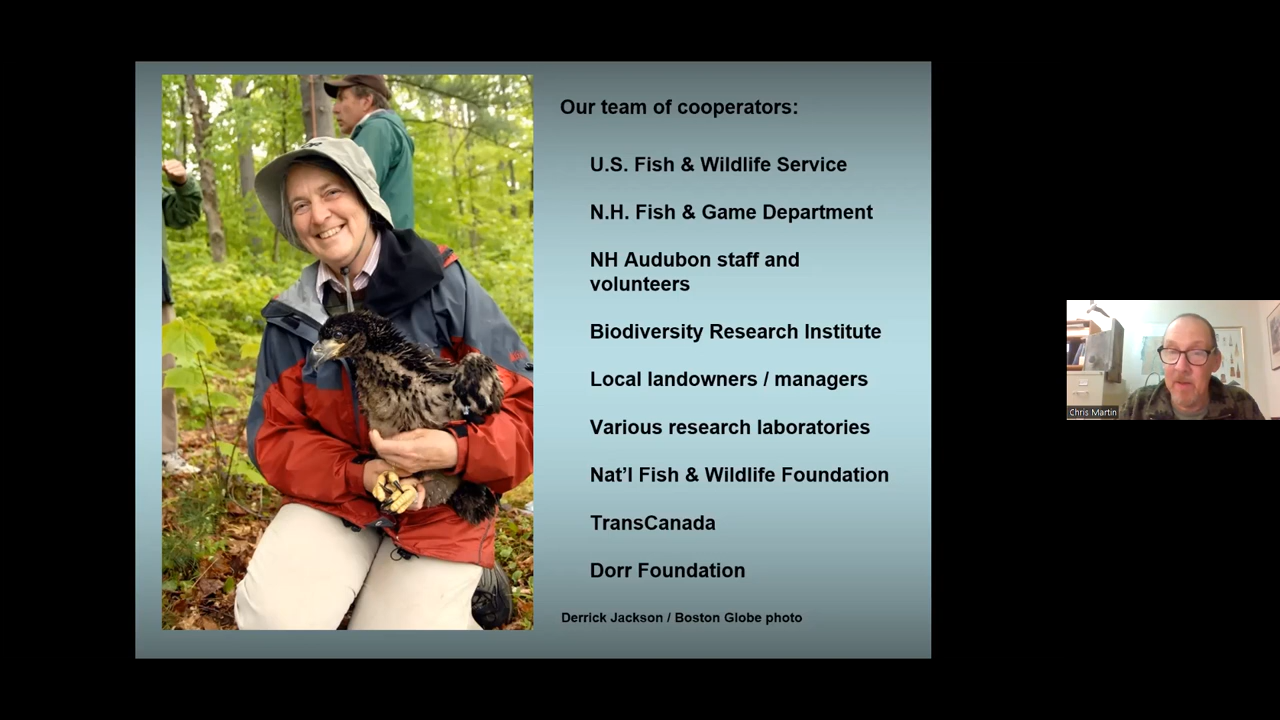 Our team of cooperators:
U.S. Fish & Wildlife Service
N.H. Fish & Game Department
NH Audubon staff and
volunteers
Biodiversity Research Institute
Local landowners / managers
Various research laboratories
Nat’l Fish & Wildlife Foundation
TransCanada
Dorr Foundation
Derrick Jackson / Boston Globe photo
Chris Martin